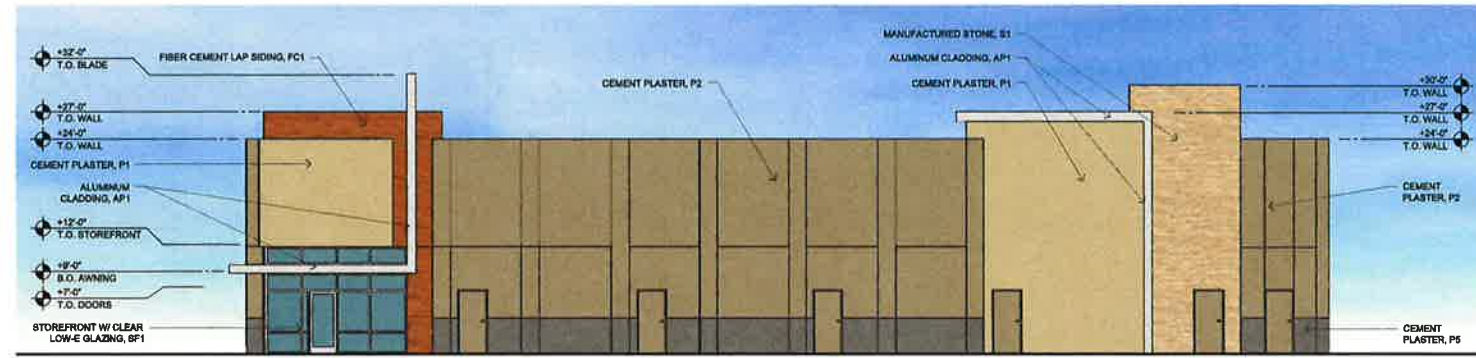 +32'-0"
T.O. BLADE
FIBER CEMENT LAP SIDING, FC1
+27'-0"
T.O. WALL
+24'-0"
T.O. WALL
CEMENT PLASTER, P1
ALUMINUM
CLADDING, AP1
+12'-0"
T.O. STOREFRONT
+9'-0"
B.O. AWNING
+7'-0"
T.O. DOORS
STOREFRONT W/ CLEAR
LOW-E GLAZING, SF1
CEMENT PLASTER, P2
MANUFACTURED STONE, S1
ALUMINUM CLADDING, AP1
CEMENT PLASTER, P1
+30'-0"
T.O. WALL
+27'-0"
T.O. WALL
+24'-0"
T.O. WALL
CEMENT
PLASTER, P2
CEMENT
PLASTER, P5